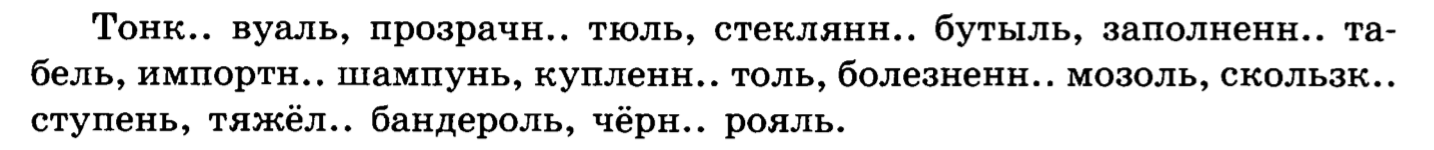 Тонк.. вуаль, прозрачн.. тюль, стеклянн.. бутыль, заполненн.. та-
бель, импортн.. шампунь, купленн.. толь, болезненн.. мозоль, скользк..
ступень, тяжёл.. бандероль, чёрн.. рояль.